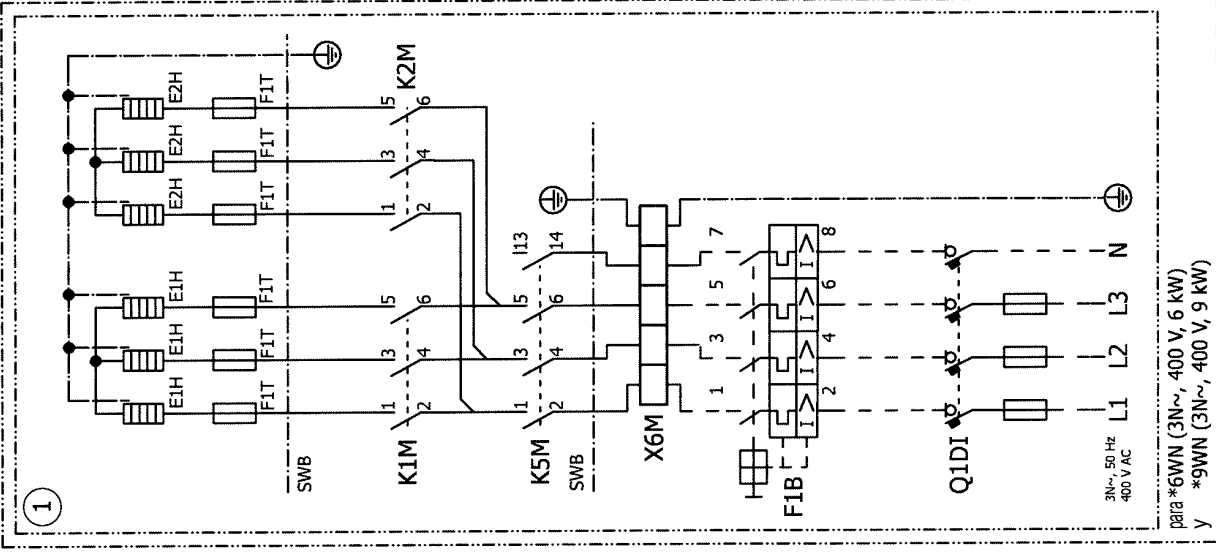 1
E1H E1H E1H E2H E2H E2H
F1T F1T F1T F1T F1T F1T
SWB
K1M
1 3 5 1 3 5
2 4 6 2 4 6
K2M
K5M
1 3 5 13
2 4 6 14
SWB
X6M
1 3 5 7
F1B
I> I> I> I>
2 4 6 8
Q1DI
3N~, 50 Hz
400 V AC
L1 L2 L3 N
para *6WN (3N~, 400 V, 6 kW)
y *9WN (3N~, 400 V, 9 kW)